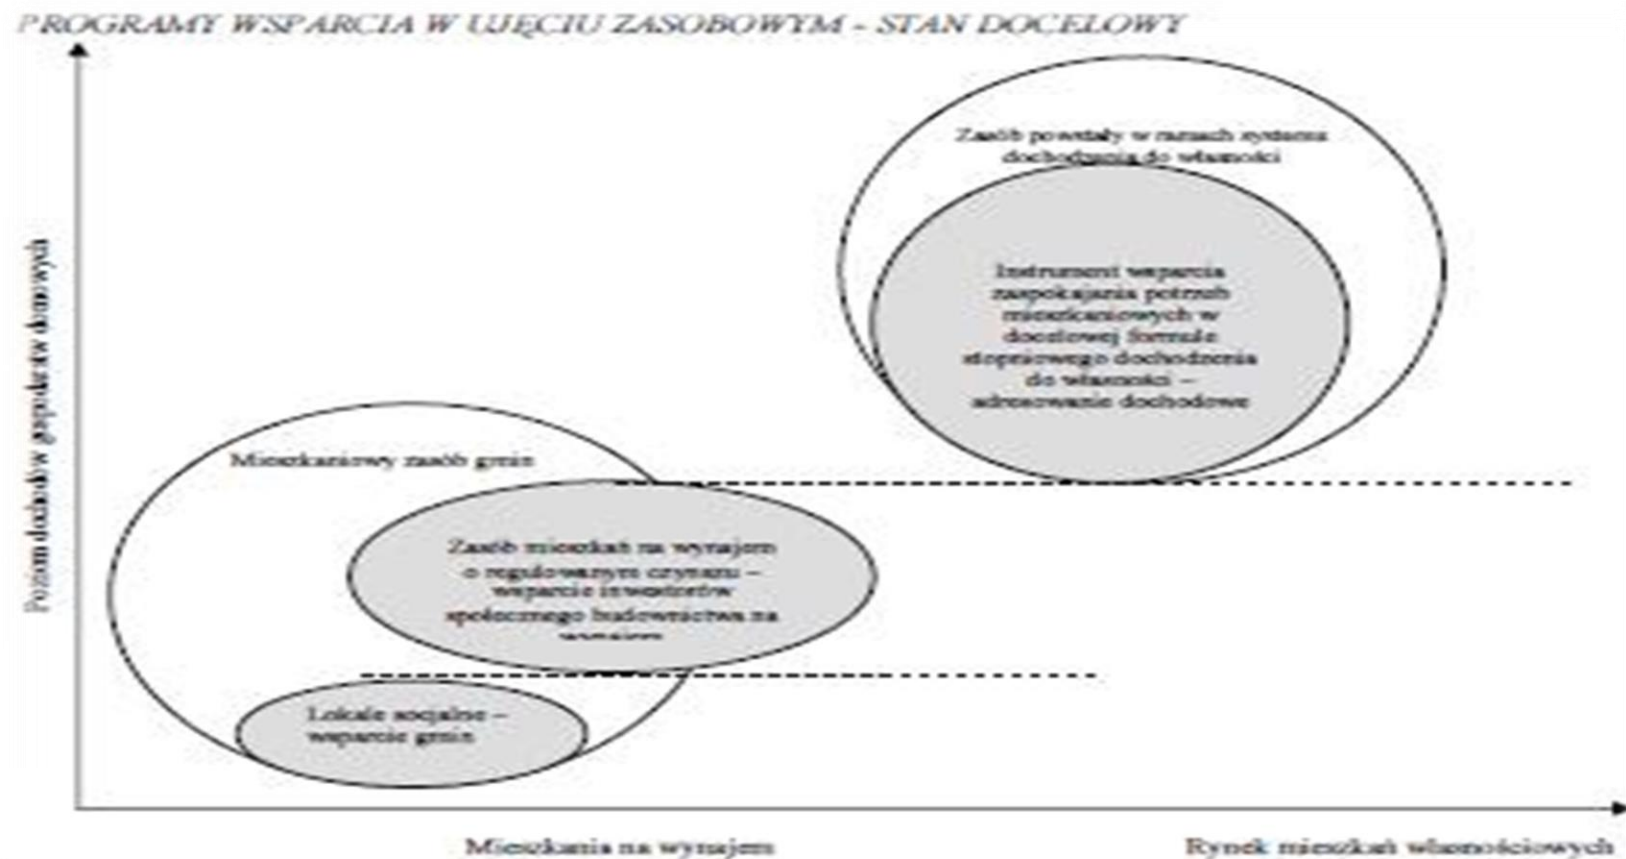 PROGRAMY WSPARCIA W UJĘCIU ZASOBOWYM - STAN DOCELOWY
Zasób powstały w ramach systemu
dochodzenia do własności
Instrument wsparcia
zaspokajania potrzeb
mieszkaniowych w
docelowej formule
stopniowego dochodzenia
do własności –
adresowanie dochodowe
Poziom dochodów gospodarstw domowych
Mieszkaniowy zasób gmin
Zasób mieszkań na wynajem
o regulowanym czynszu –
wsparcie inwestorów
społecznego budownictwa na
wynajem
Lokale socjalne –
wsparcie gmin
Mieszkania na wynajem
Rynek mieszkań własnościowych